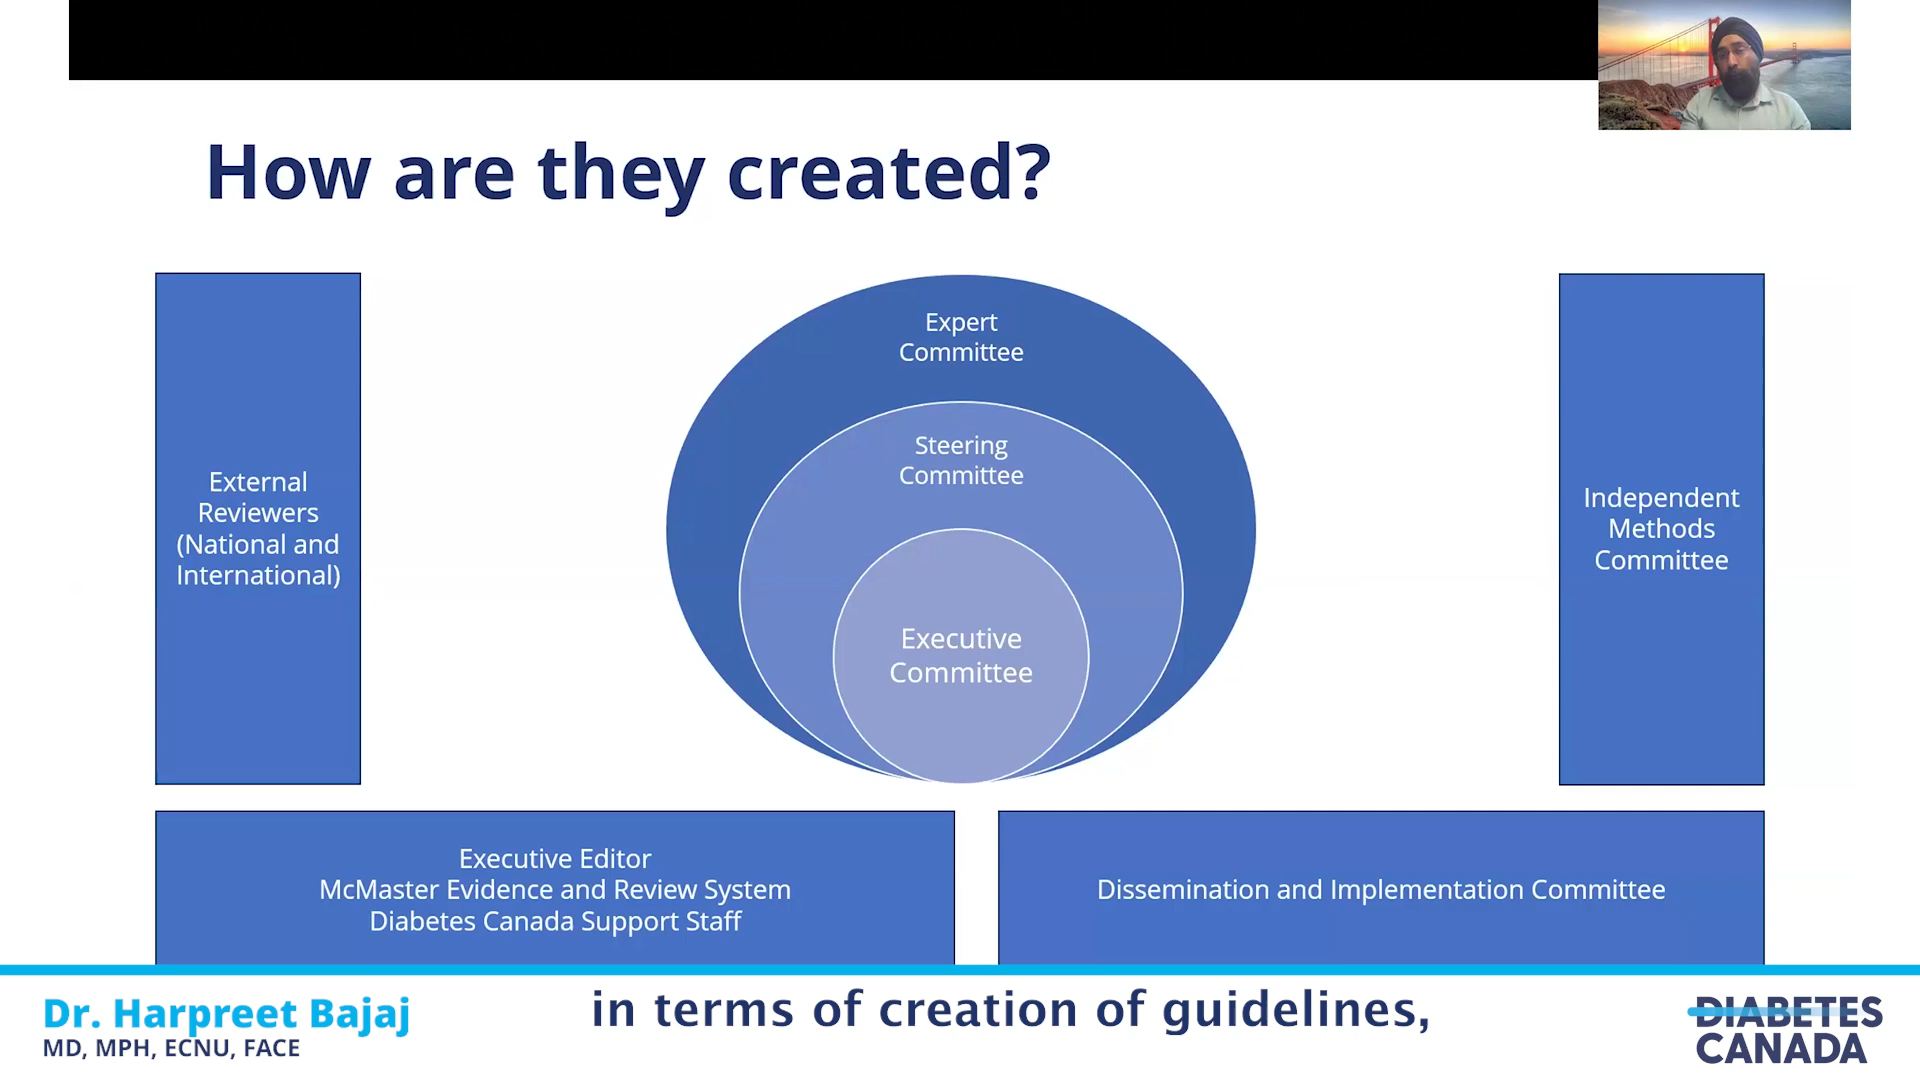 How are they created?
External
Reviewers
(National and
International)
Expert
Committee
Steering
Committee
Executive
Committee
Independent
Methods
Committee
Executive Editor
McMaster Evidence and Review System
Diabetes Canada Support Staff
Dissemination and Implementation Committee
Dr. Harpreet Bajaj
MD, MPH, ECNU, FACE
in terms of creation of guidelines,
DIABETES
CANADA